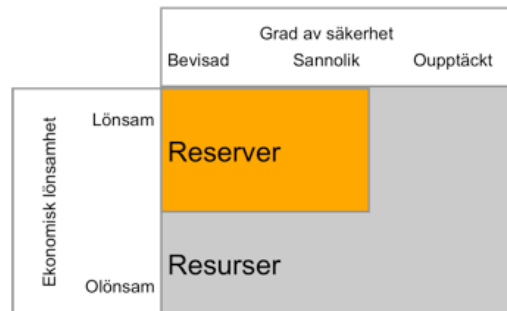 Grad av säkerhet
Bevisad Sannolik Oupptäckt
Ekonomisk lönsamhet
Lönsam
Reserver
Resurser
Olönsam